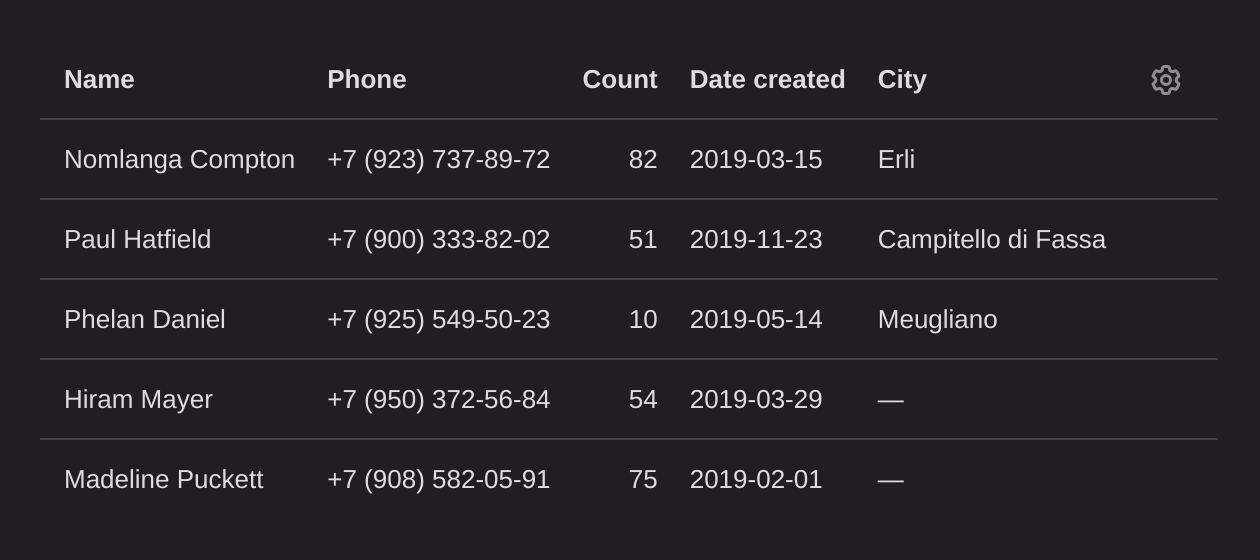 Name Phone Count Date created City
Nomlanga Compton +7 (923) 737-89-72 82 2019-03-15 Erli
Paul Hatfield +7 (900) 333-82-02 51 2019-11-23 Campitello di Fassa
Phelan Daniel +7 (925) 549-50-23 10 2019-05-14 Meugliano
Hiram Mayer +7 (950) 372-56-84 54 2019-03-29 —
Madeline Puckett +7 (908) 582-05-91 75 2019-02-01 —